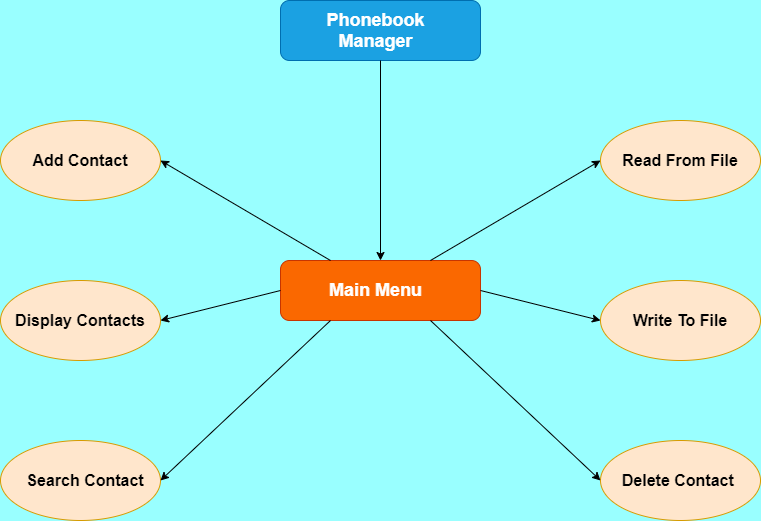 Phonebook
Manager
Add Contact
Read From File
Main Menu
Display Contacts
Write To File
Search Contact
Delete Contact